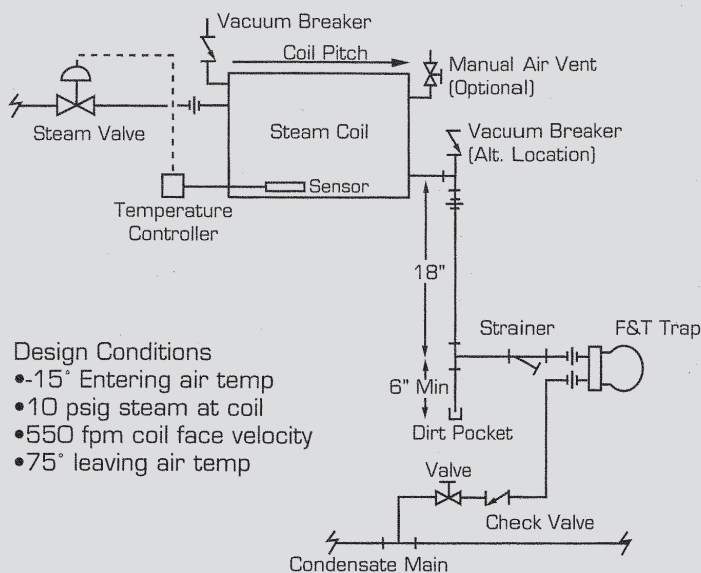 Vacuum Breaker
Coil Pitch
Manual Air Vent
(Optional)
Steam Valve
Steam Coil
Vacuum Breaker
(Alt. Location)
Sensor
Temperature
Controller
18"
Strainer
F&T Trap
Design Conditions
•-15° Entering air temp
•10 psig steam at coil
•550 fpm coil face velocity
•75° leaving air temp
6" Min
Dirt Pocket
Valve
Check Valve
Condensate Main